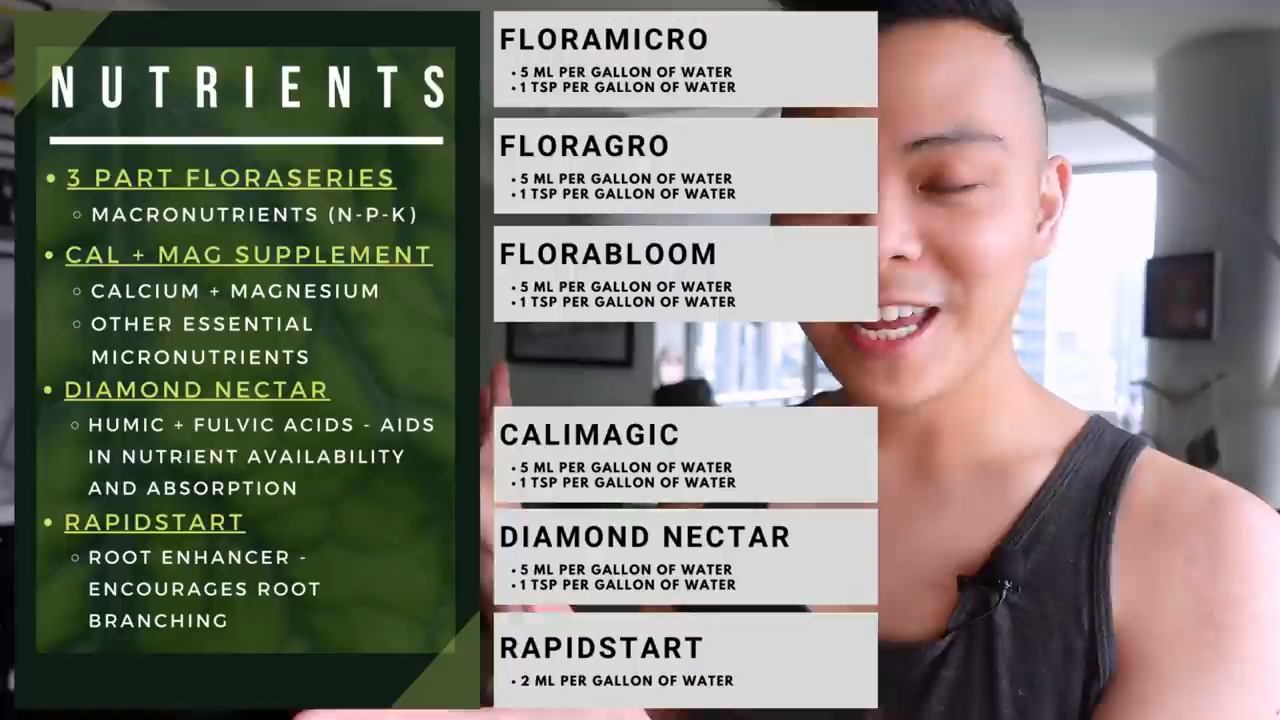 NUTRIENTS
• 3 PART FLORASERIES
◦ MACRONUTRIENTS (N-P-K)
• CAL + MAG SUPPLEMENT
◦ CALCIUM + MAGNESIUM
◦ OTHER ESSENTIAL
MICRONUTRIENTS
• DIAMOND NECTAR
◦ HUMIC + FULVIC ACIDS - AIDS
IN NUTRIENT AVAILABILITY
AND ABSORPTION
• RAPIDSTART
◦ ROOT ENHANCER -
ENCOURAGES ROOT
BRANCHING
FLORAMICRO
• 5 ML PER GALLON OF WATER
• 1 TSP PER GALLON OF WATER
FLORAGRO
• 5 ML PER GALLON OF WATER
• 1 TSP PER GALLON OF WATER
FLORABLOOM
• 5 ML PER GALLON OF WATER
• 1 TSP PER GALLON OF WATER
CALIMAGIC
• 5 ML PER GALLON OF WATER
• 1 TSP PER GALLON OF WATER
DIAMOND NECTAR
• 5 ML PER GALLON OF WATER
• 1 TSP PER GALLON OF WATER
RAPIDSTART
• 2 ML PER GALLON OF WATER